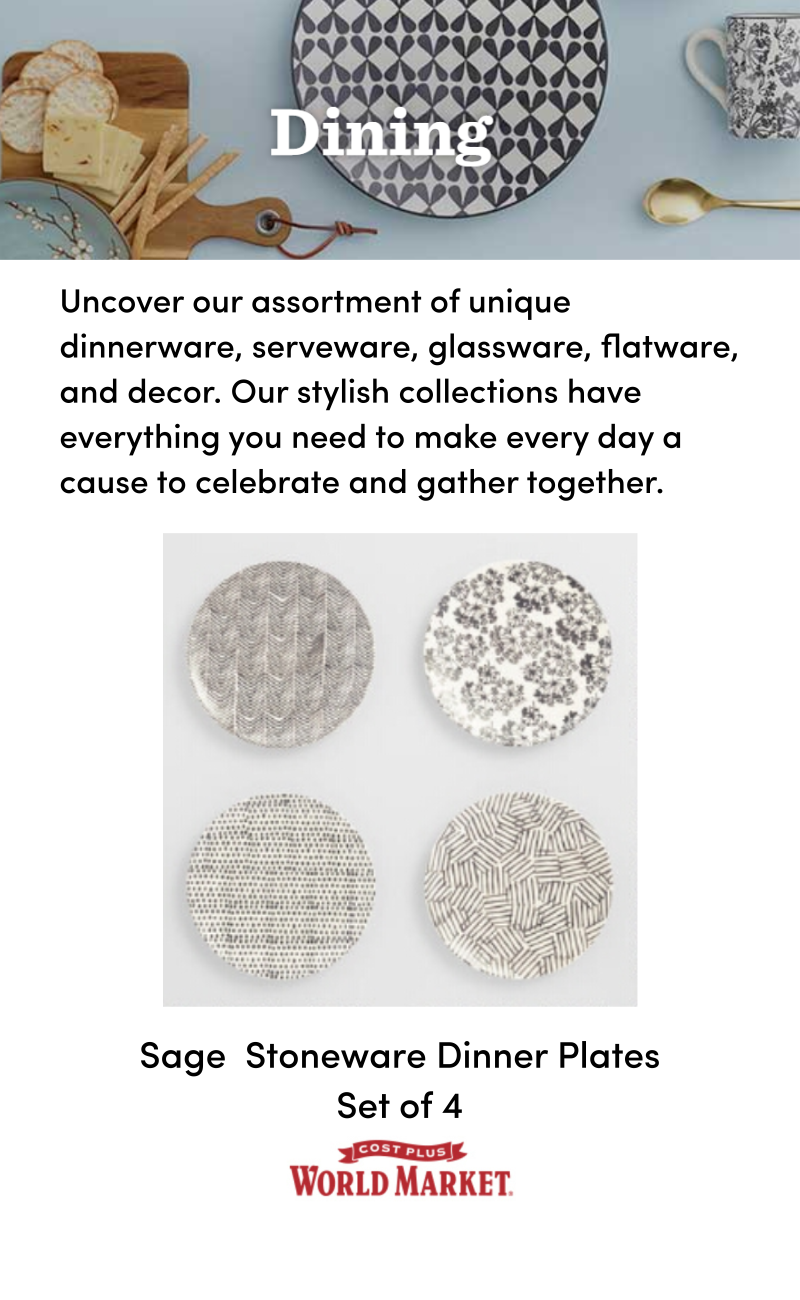 Dining
Uncover our assortment of unique
dinnerware, serveware, glassware, flatware,
and decor. Our stylish collections have
everything you need to make every day a
cause to celebrate and gather together.
Sage  Stoneware Dinner Plates
Set of 4
COST PLUS
WORLD MARKET.